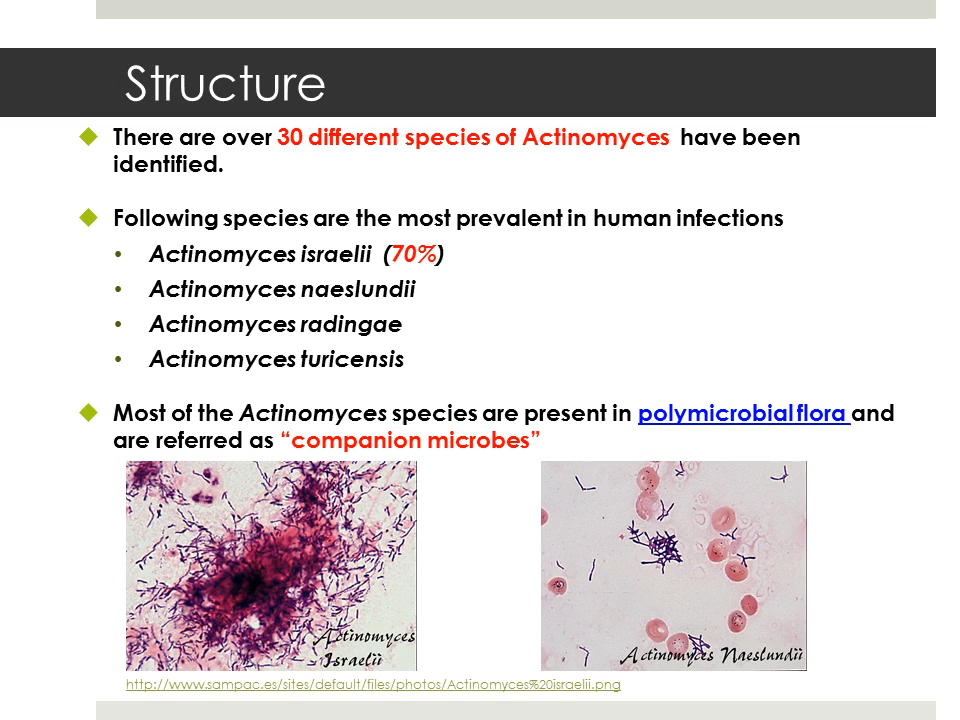 Structure
There are over 30 different species of Actinomyces have been
identified.
Following species are the most prevalent in human infections
Actinomyces israelii (70%)
Actinomyces naeslundii
Actinomyces radingae
Actinomyces turicensis
Most of the Actinomyces species are present in polymicrobial flora and
are referred as “companion microbes”
Actinomyces
Israelii
Actinomyces Naeslundii
http://www.sampac.es/sites/default/files/photos/Actinomyces%20israelii.png